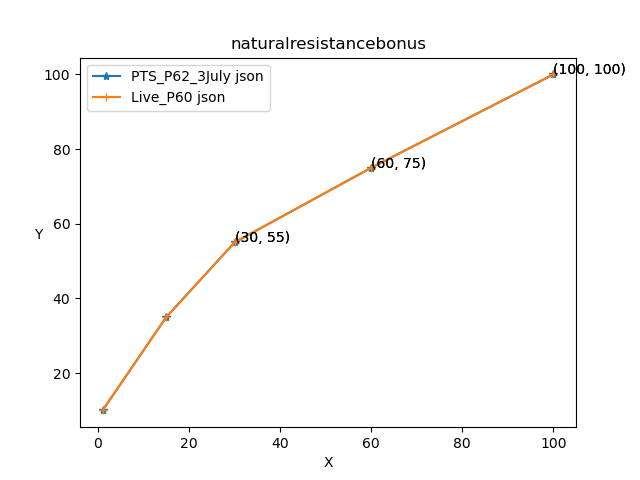 naturalresistancebonus
PTS_P62_3July json
Live_P60 json
(100, 100)
(60, 75)
(30, 55)
100
80
60
40
20
Y
0 20 40 60 80 100
X